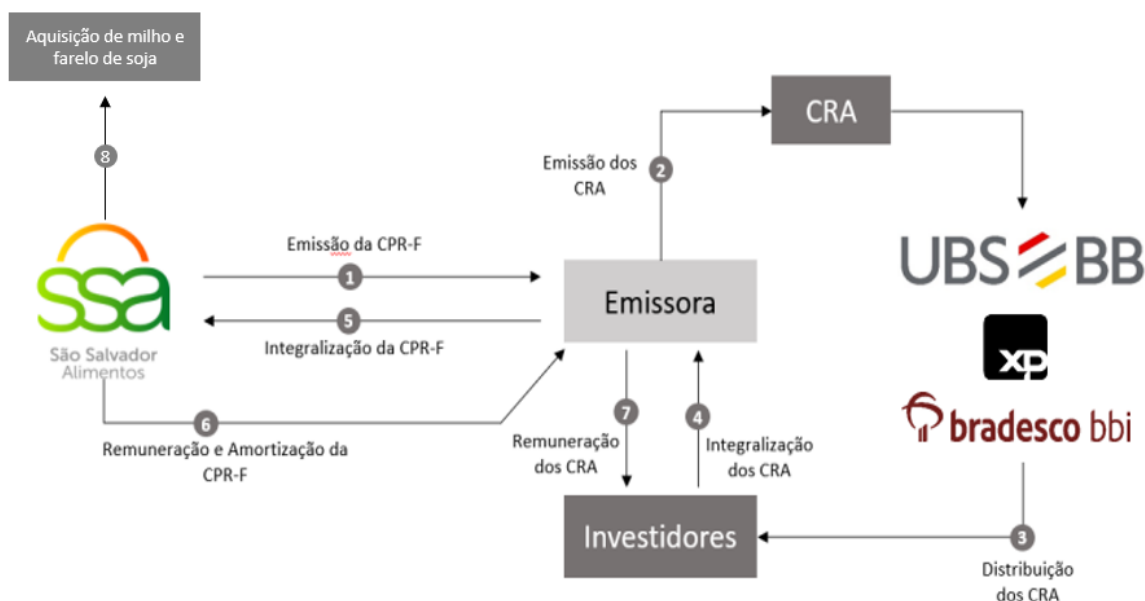 Aquisição de milho e
farelo de soja
8
ssa
São Salvador
Alimentos
Emissão da CPR-F
1
5
Integralização da CPR-F
6
Remuneração e Amortização da
CPR-F
Emissora
Emissão dos
CRA
2
CRA
UBS BB
xp
bradesco bbi
7
Remuneração
dos CRA
4
Integralização
dos CRA
Investidores
3
Distribuição
dos CRA